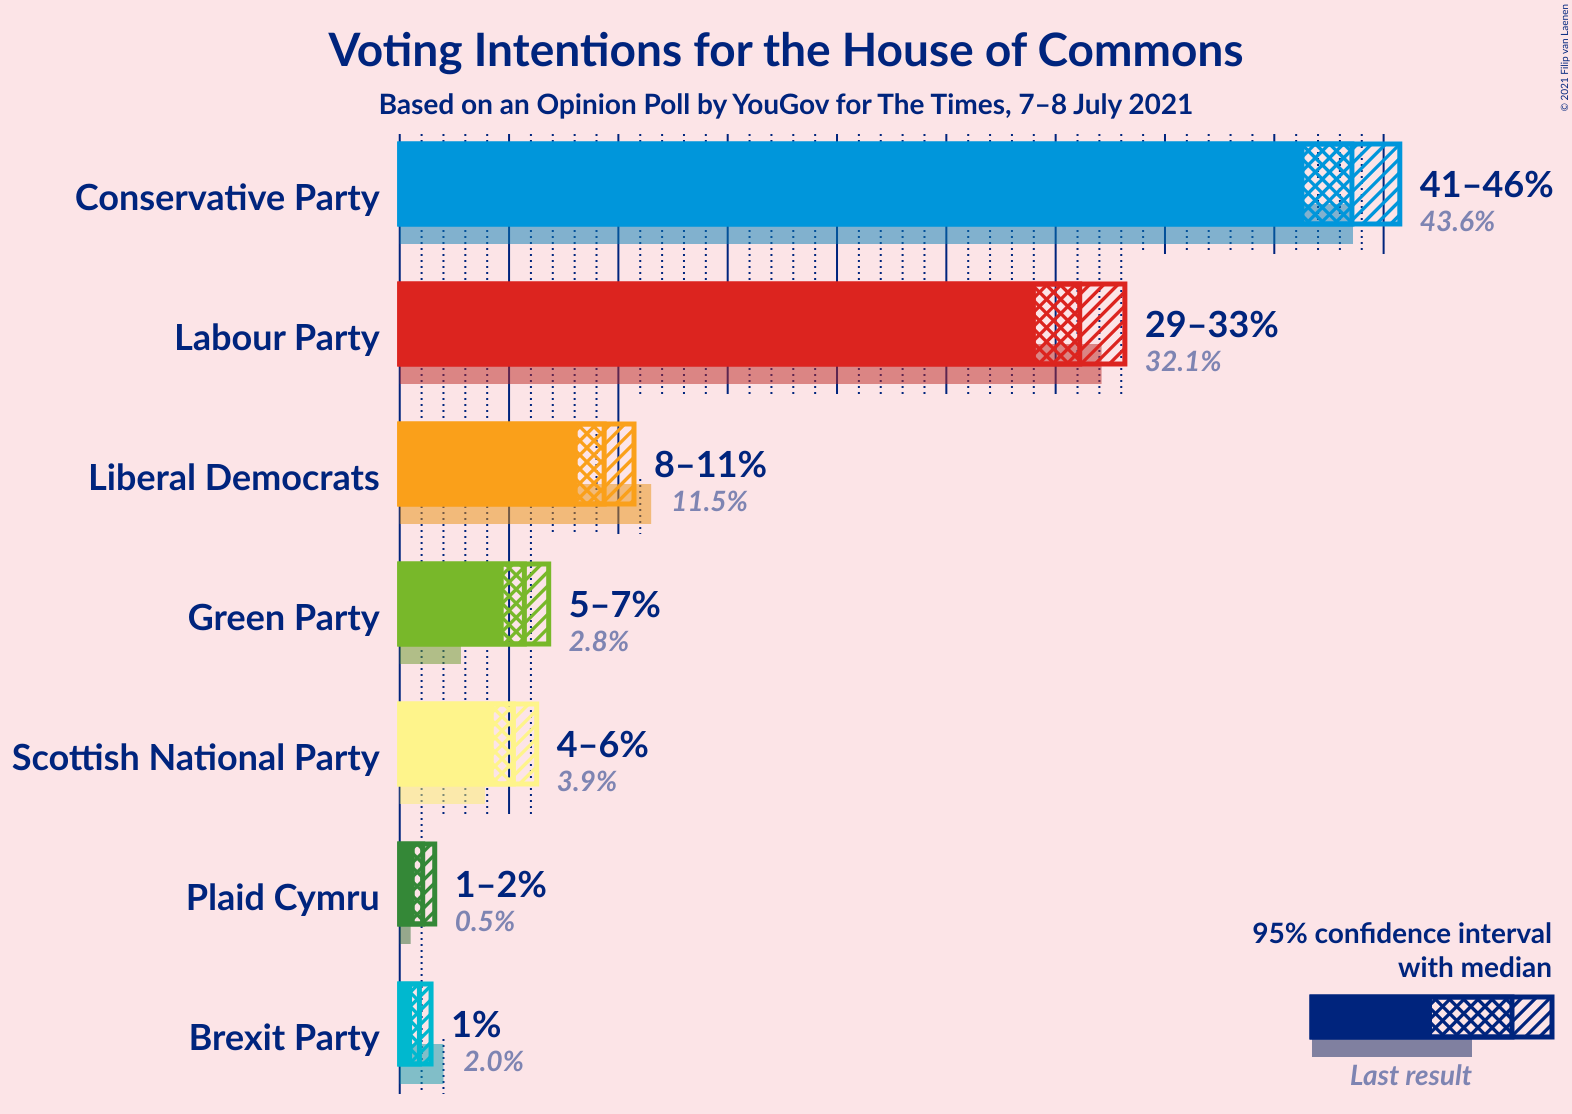 Voting Intentions for the House of Commons
Based on an Opinion Poll by YouGov for The Times, 7–8 July 2021
© 2021 Filip van Laenen
Conservative Party
41–46%
43.6%
Labour Party
29–33%
32.1%
Liberal Democrats
8–11%
11.5%
Green Party
5–7%
2.8%
Scottish National Party
4–6%
3.9%
Plaid Cymru
1–2%
0.5%
Brexit Party
1%
2.0%
95% confidence interval
with median
Last result